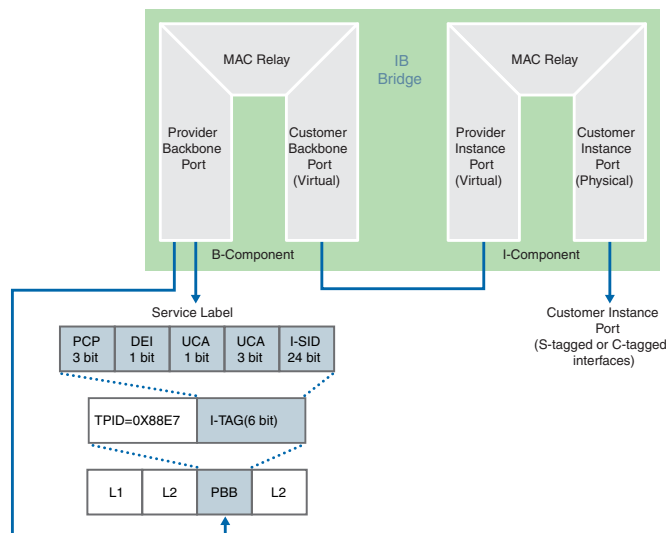 MAC Relay
IB
Bridge
MAC Relay
Provider
Backbone
Port
Customer
Backbone
Port
(Virtual)
Provider
Instance
Port
(Virtual)
Customer
Instance
Port
(Physical)
B-Component
I-Component
Service Label
Customer Instance
Port
(S-tagged or C-tagged
interfaces)
PCP
3 bit
DEI
1 bit
UCA
1 bit
UCA
3 bit
I-SID
24 bit
TPID=0X88E7
I-TAG(6 bit)
L1
L2
PBB
L2